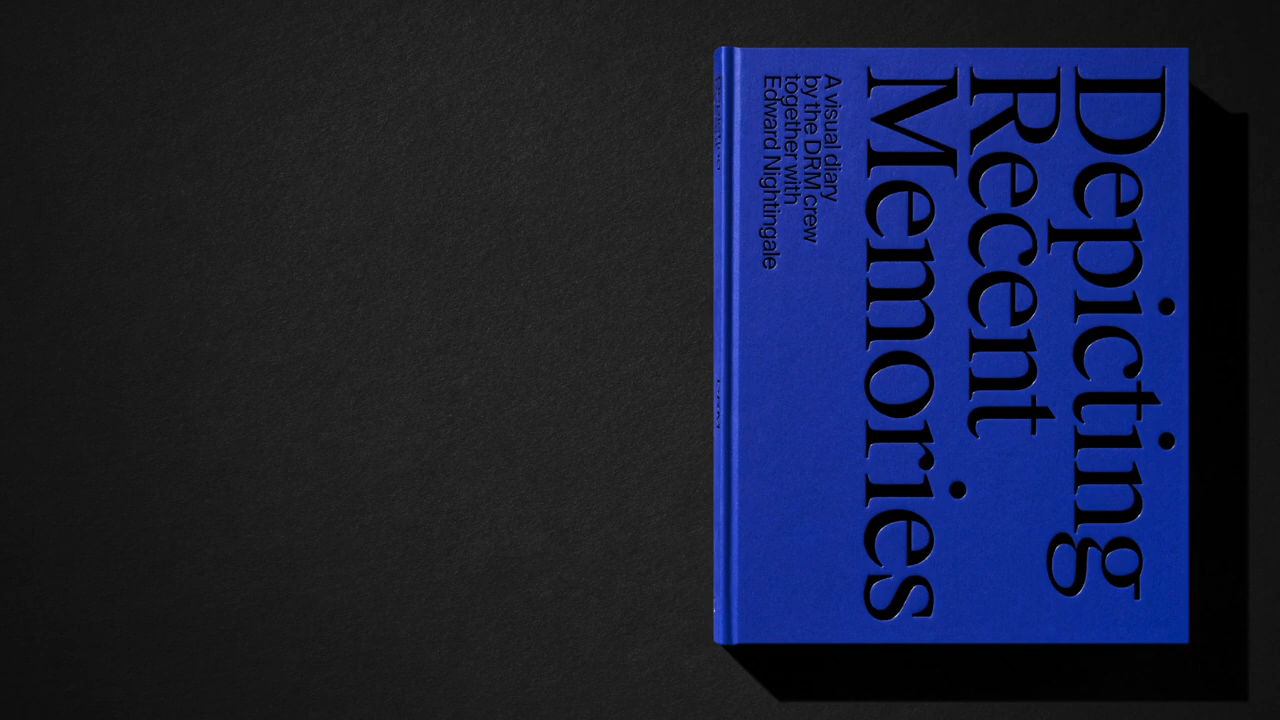 Depicting
Recent
Memories
A visual diary
by the DRM crew
together with
Edward Nightingale